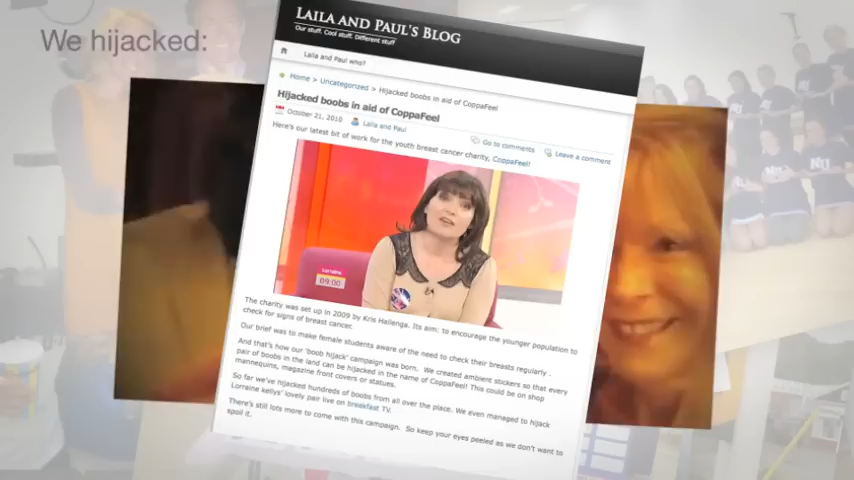 We hijacked:
LAILA AND PAUL'S BLOG
Our stuff. Cool stuff. Different stuff
Laila and Paul who?
Home > Uncategorized > Hijacked boobs in aid of CoppaFeel
Hijacked boobs in aid of CoppaFeel
October 21, 2010 Laila and Paul Go to comments Leave a comment
Here's our latest bit of work for the youth breast cancer charity, CoppaFeel!
Lorraine
09:00
The charity was set up in 2009 by Kris Hallenga. Its aim: to encourage the younger population to
check for signs of breast cancer.
Our brief was to make female students aware of the need to check their breasts regularly .
And that's how our 'boob hijack' campaign was born. We created ambient stickers so that every
pair of boobs in the land can be hijacked in the name of CoppaFeel! This could be on shop
mannequins, magazine front covers or statues.
So far we've hijacked hundreds of boobs from all over the place. We even managed to hijack
Lorraine kellys' lovely pair live on breakfast TV.
There's still lots more to come with this campaign. So keep your eyes peeled as we don't want to
spoil it.